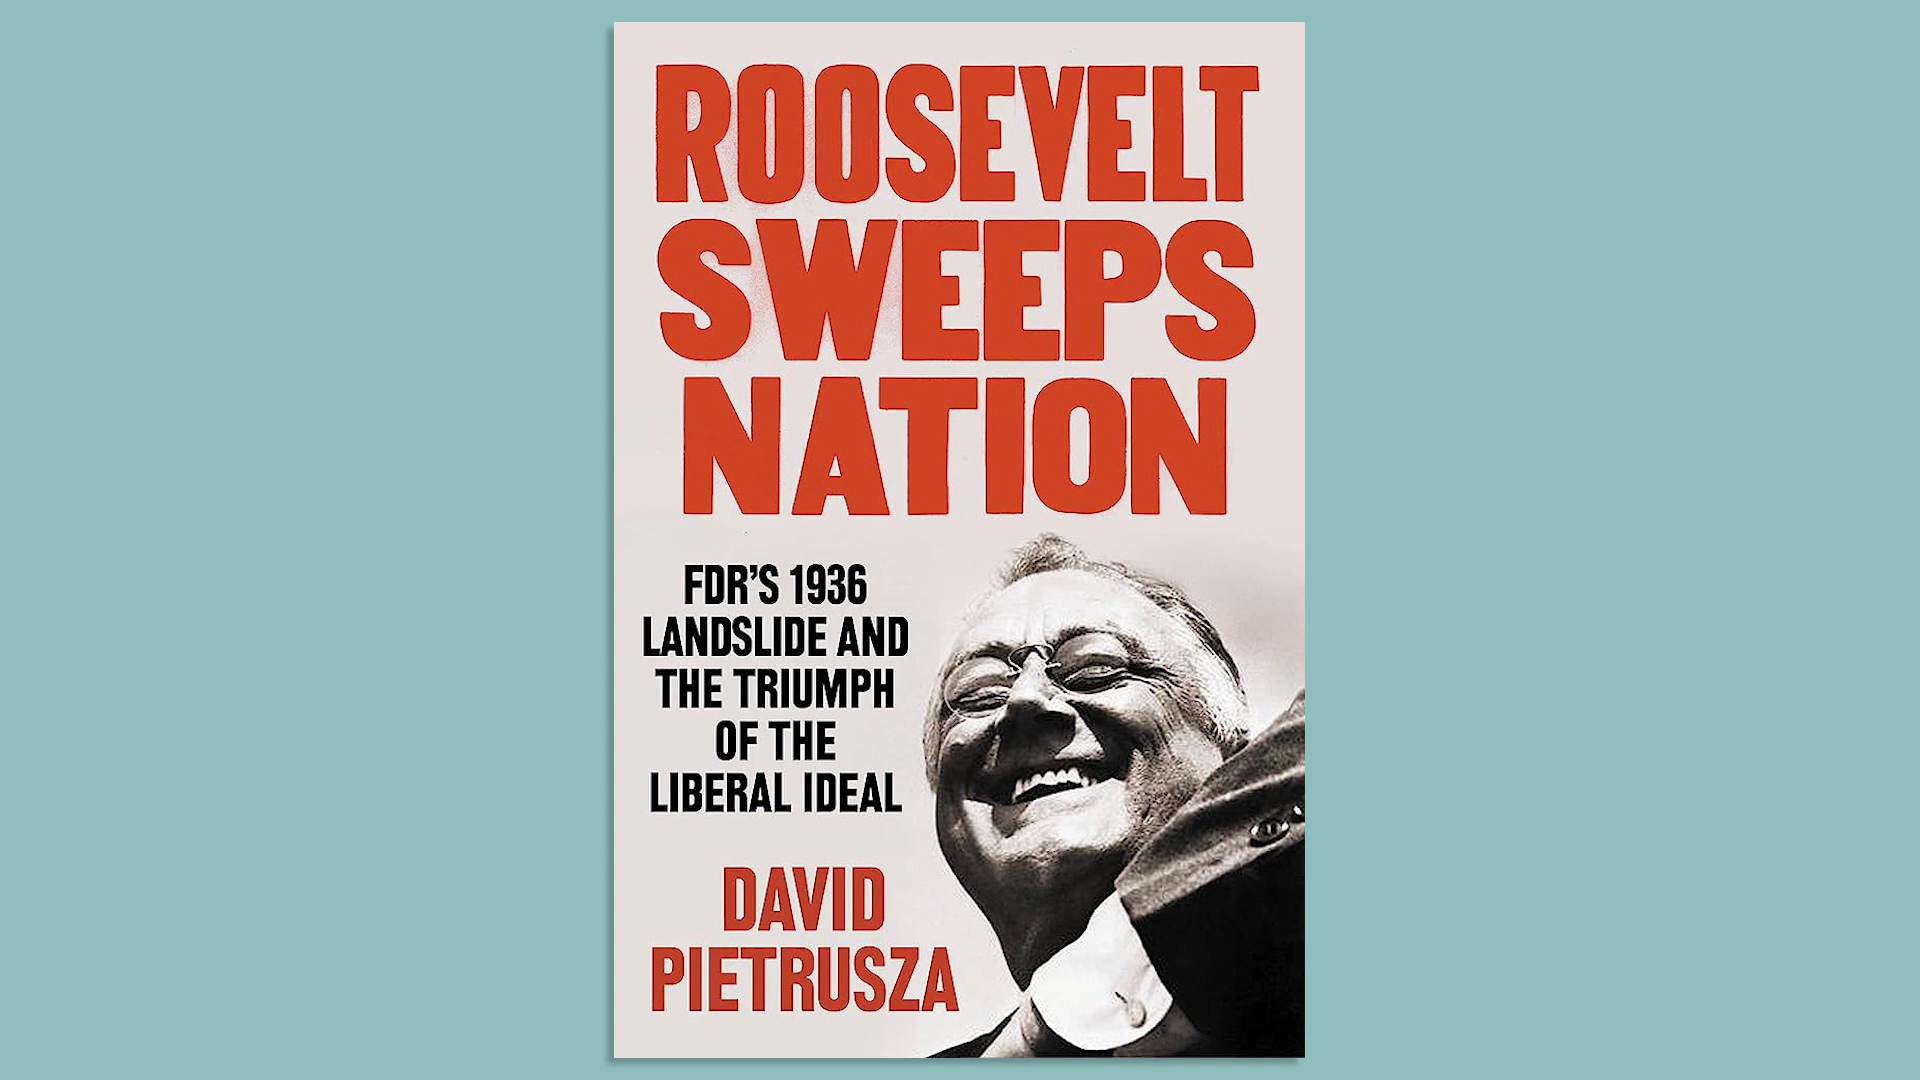 ROOSEVELT
SWEEPS
NATION
FDR'S 1936
LANDSLIDE AND
THE TRIUMPH
OF THE
LIBERAL IDEAL
DAVID
PIETRUSZA